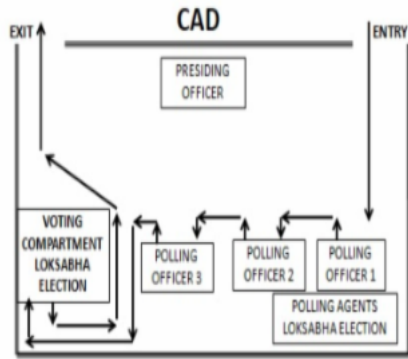 CAD
EXIT
ENTRY
PRESIDING
OFFICER
VOTING
COMPARTMENT
LOKSABHA
ELECTION
POLLING
OFFICER 3
POLLING
OFFICER 2
POLLING
OFFICER 1
POLLING AGENTS
LOKSABHA ELECTION